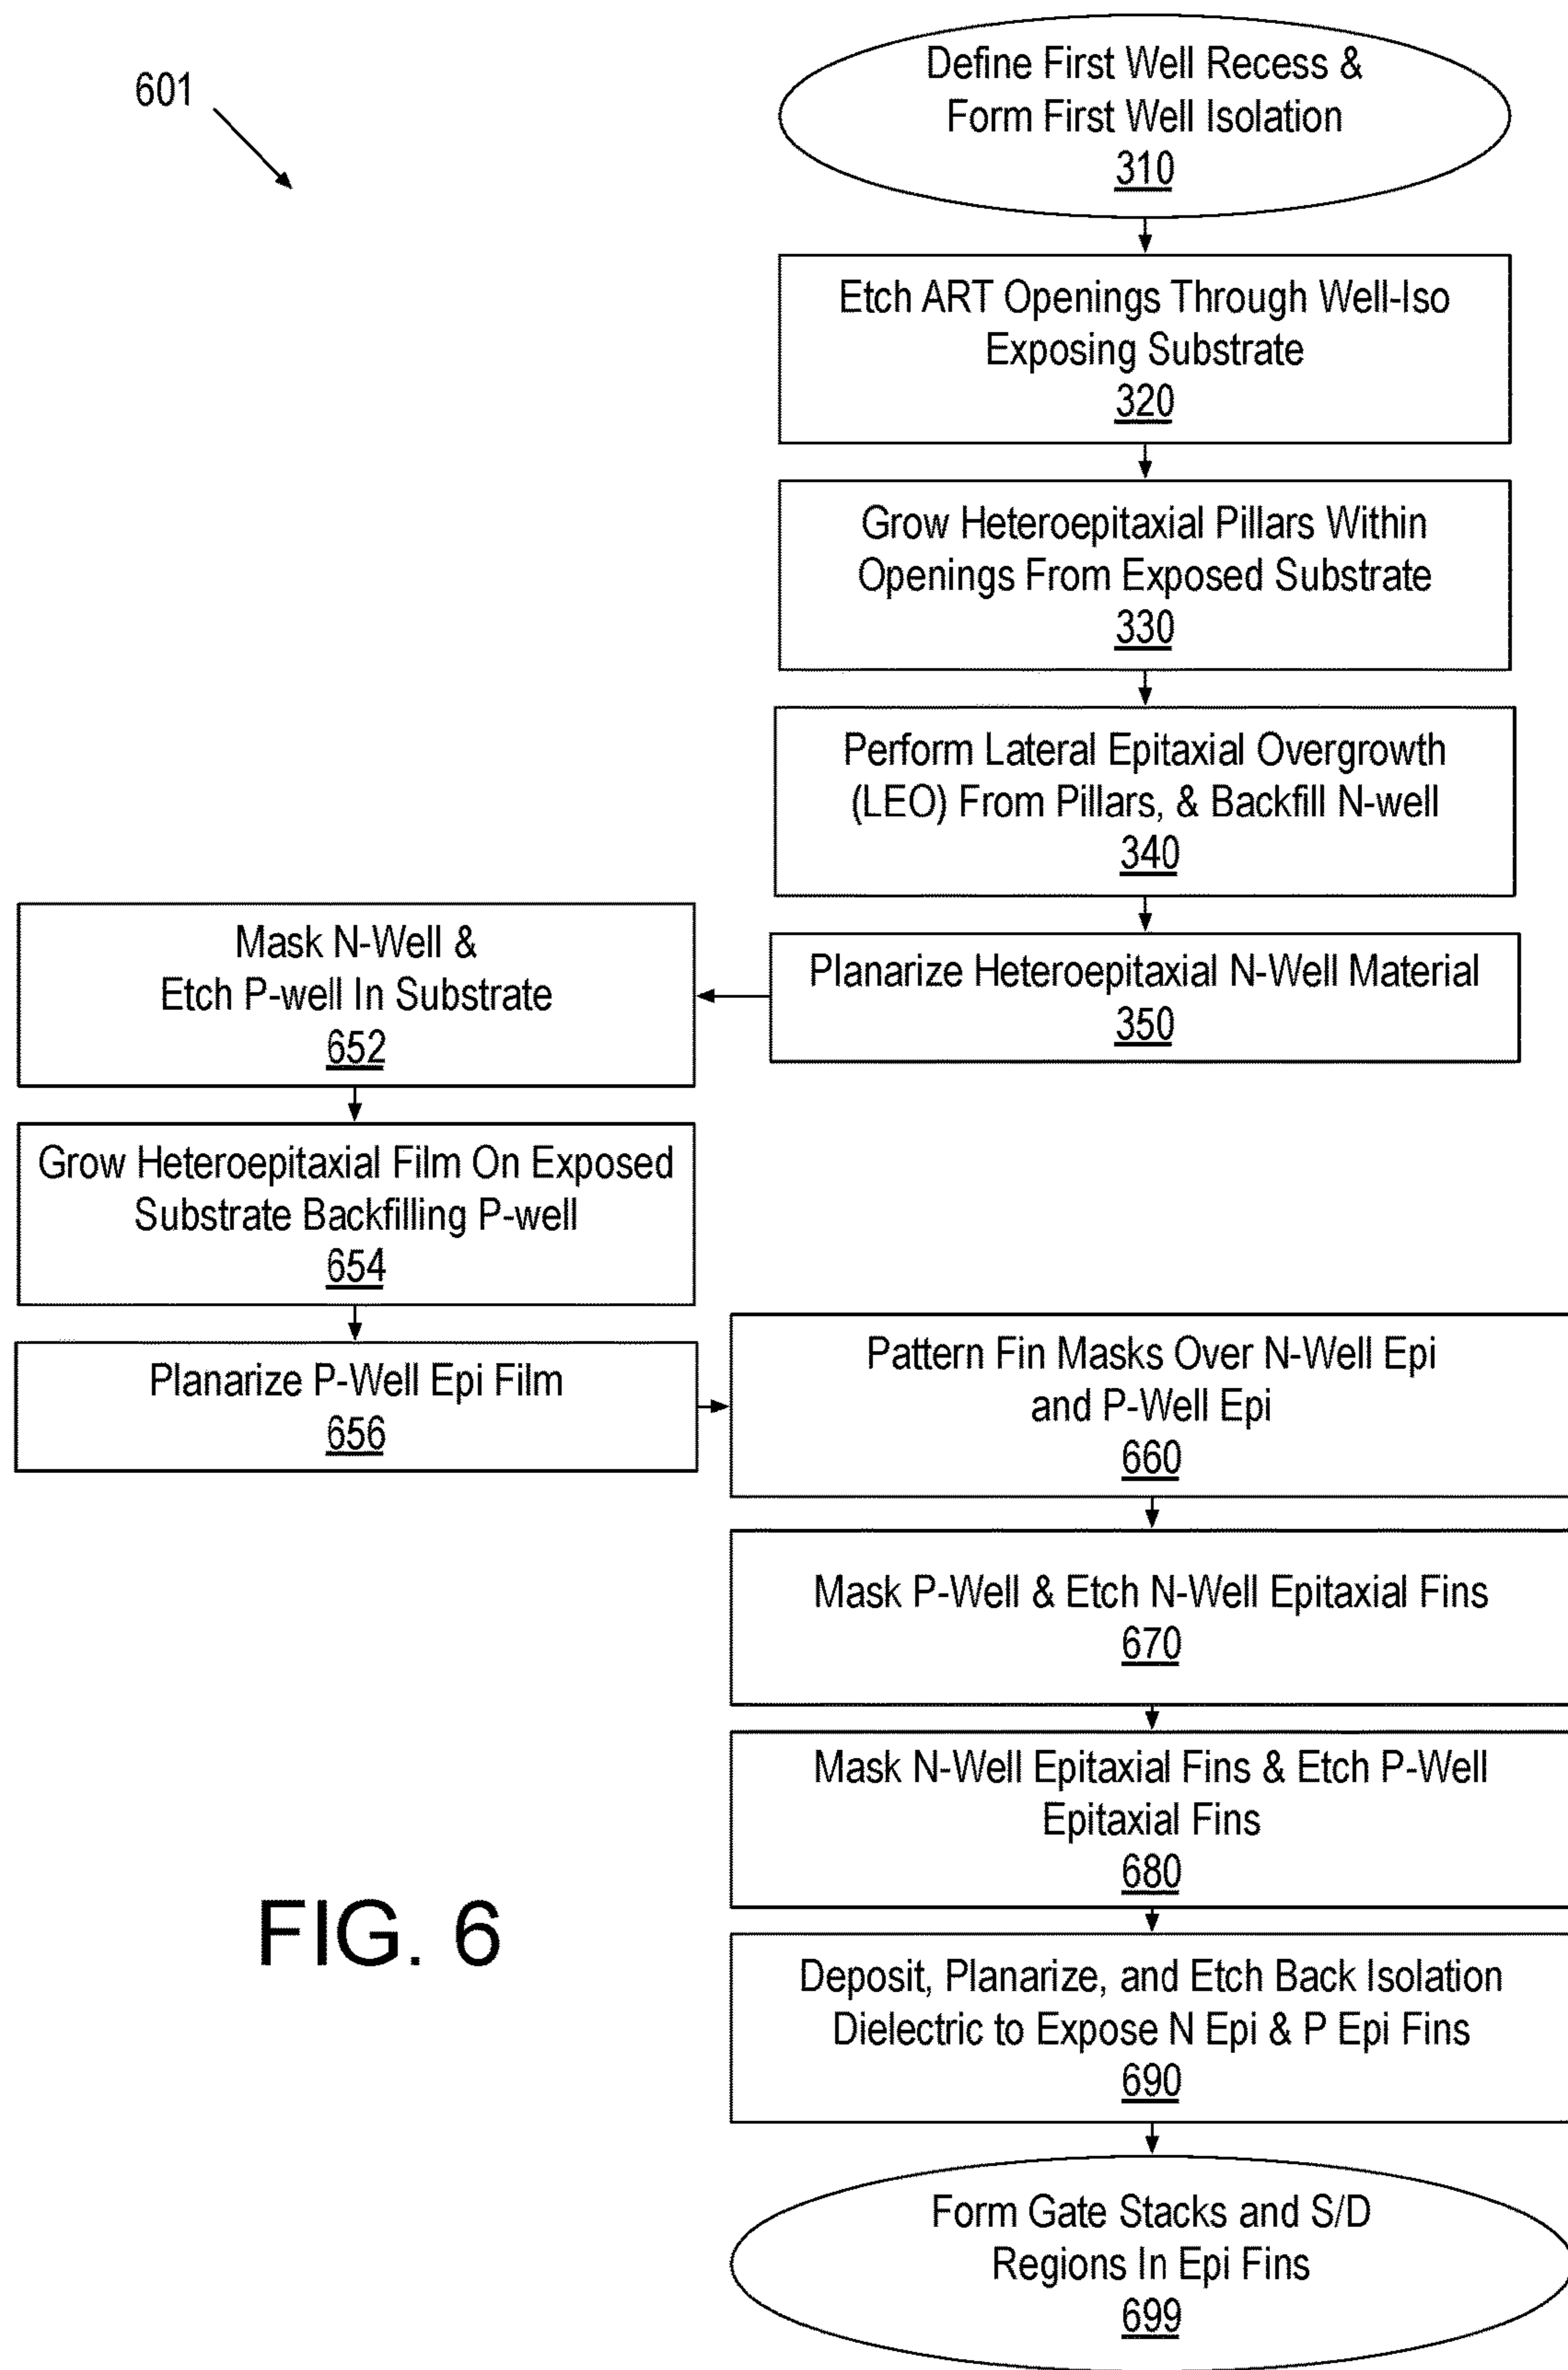 601
Define First Well Recess &
Form First Well Isolation
310
Etch ART Openings Through Well-Iso
Exposing Substrate
320
Grow Heteroepitaxial Pillars Within
Openings From Exposed Substrate
330
Perform Lateral Epitaxial Overgrowth
(LEO) From Pillars, & Backfill N-well
340
Planarize Heteroepitaxial N-Well Material
350
Mask N-Well &
Etch P-well In Substrate
652
Grow Heteroepitaxial Film On Exposed
Substrate Backfilling P-well
654
Planarize P-Well Epi Film
656
Pattern Fin Masks Over N-Well Epi
and P-Well Epi
660
Mask P-Well & Etch N-Well Epitaxial Fins
670
Mask N-Well Epitaxial Fins & Etch P-Well
Epitaxial Fins
680
Deposit, Planarize, and Etch Back Isolation
Dielectric to Expose N Epi & P Epi Fins
690
Form Gate Stacks and S/D
Regions In Epi Fins
699
FIG. 6